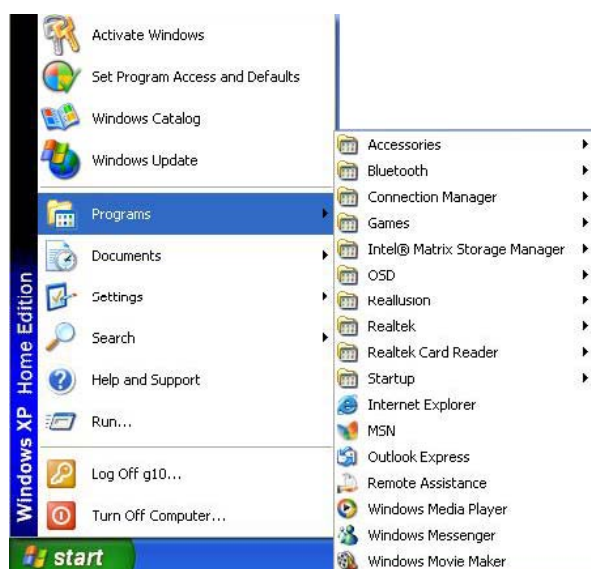 Activate Windows
Set Program Access and Defaults
Windows Catalog
Windows Update
Programs
Documents
Settings
Search
Help and Support
Run...
Log Off g10...
Turn Off Computer...
Windows XP Home Edition
start
Accessories
Bluetooth
Connection Manager
Games
Intel® Matrix Storage Manager
OSD
Reallusion
Realtek
Realtek Card Reader
Startup
Internet Explorer
MSN
Outlook Express
Remote Assistance
Windows Media Player
Windows Messenger
Windows Movie Maker